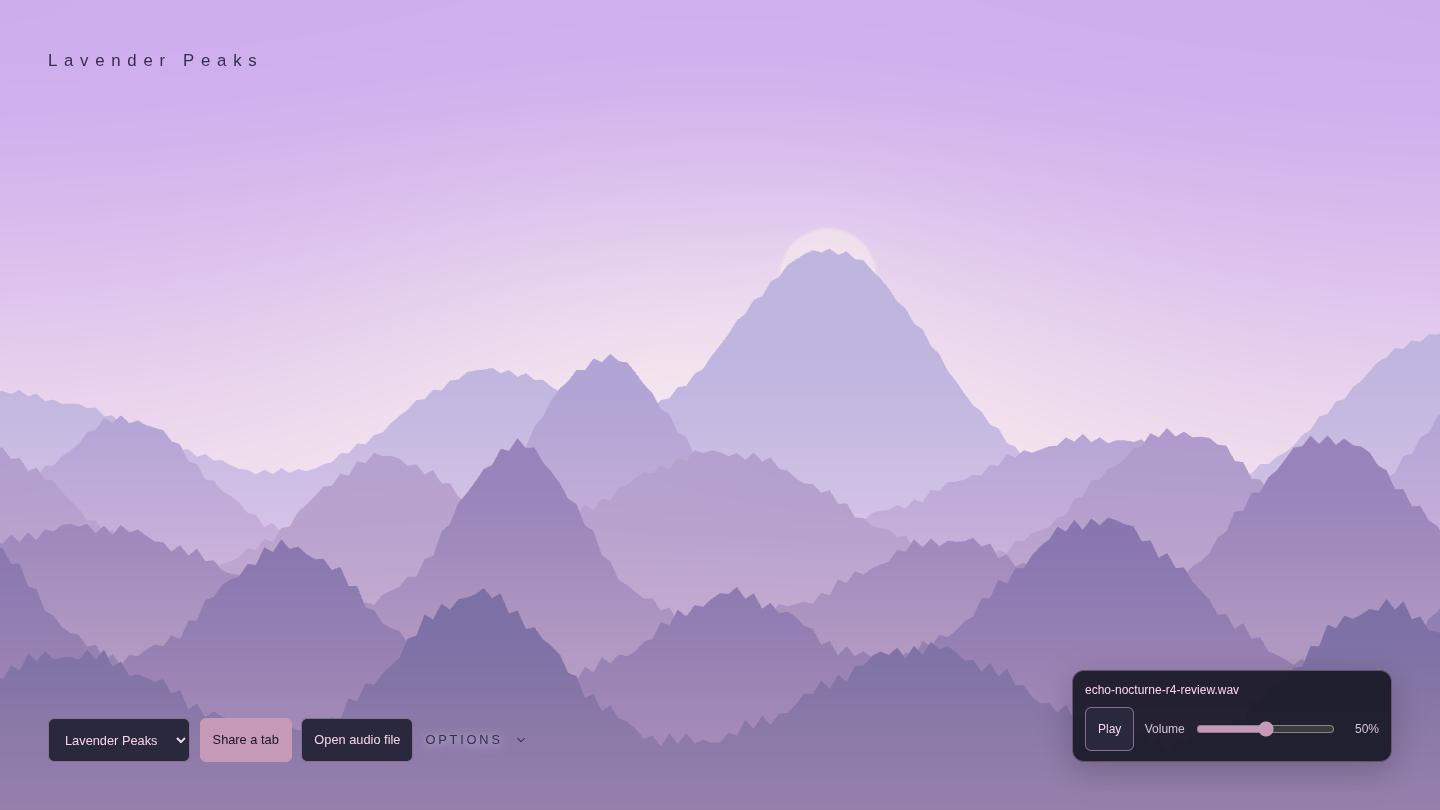 Lavender Peaks
echo-nocturne-r4-review.wav
Play Volume 50%
Lavender Peaks Share a tab Open audio file OPTIONS